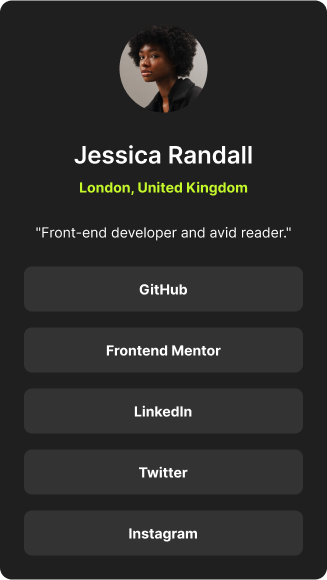 Jessica Randall
London, United Kingdom
"Front-end developer and avid reader."
GitHub
Frontend Mentor
LinkedIn
Twitter
Instagram